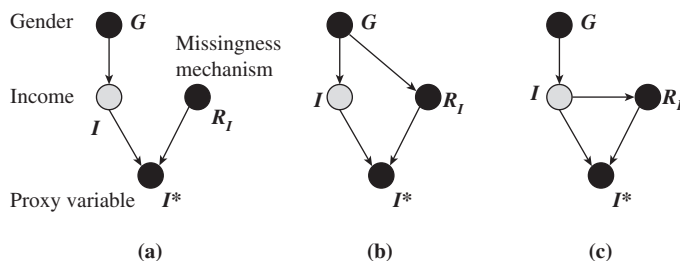 Gender
G
Missingness
mechanism
Income
I
R_I
Proxy variable
I*
(a)
G
I
R_I
I*
(b)
G
I
R_I
I*
(c)